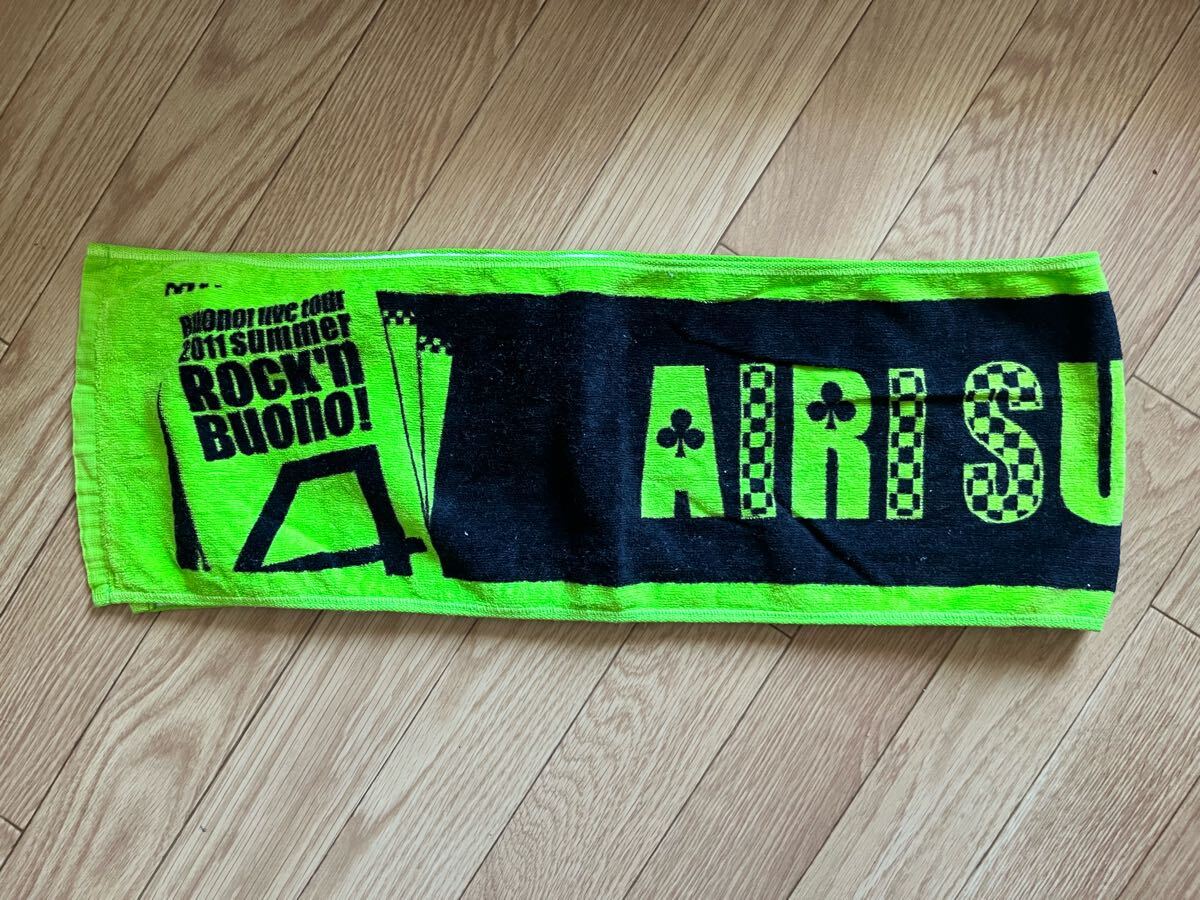 Buono! live tour
2011 summer
Rock'n
Buono!
4
AIRI SU